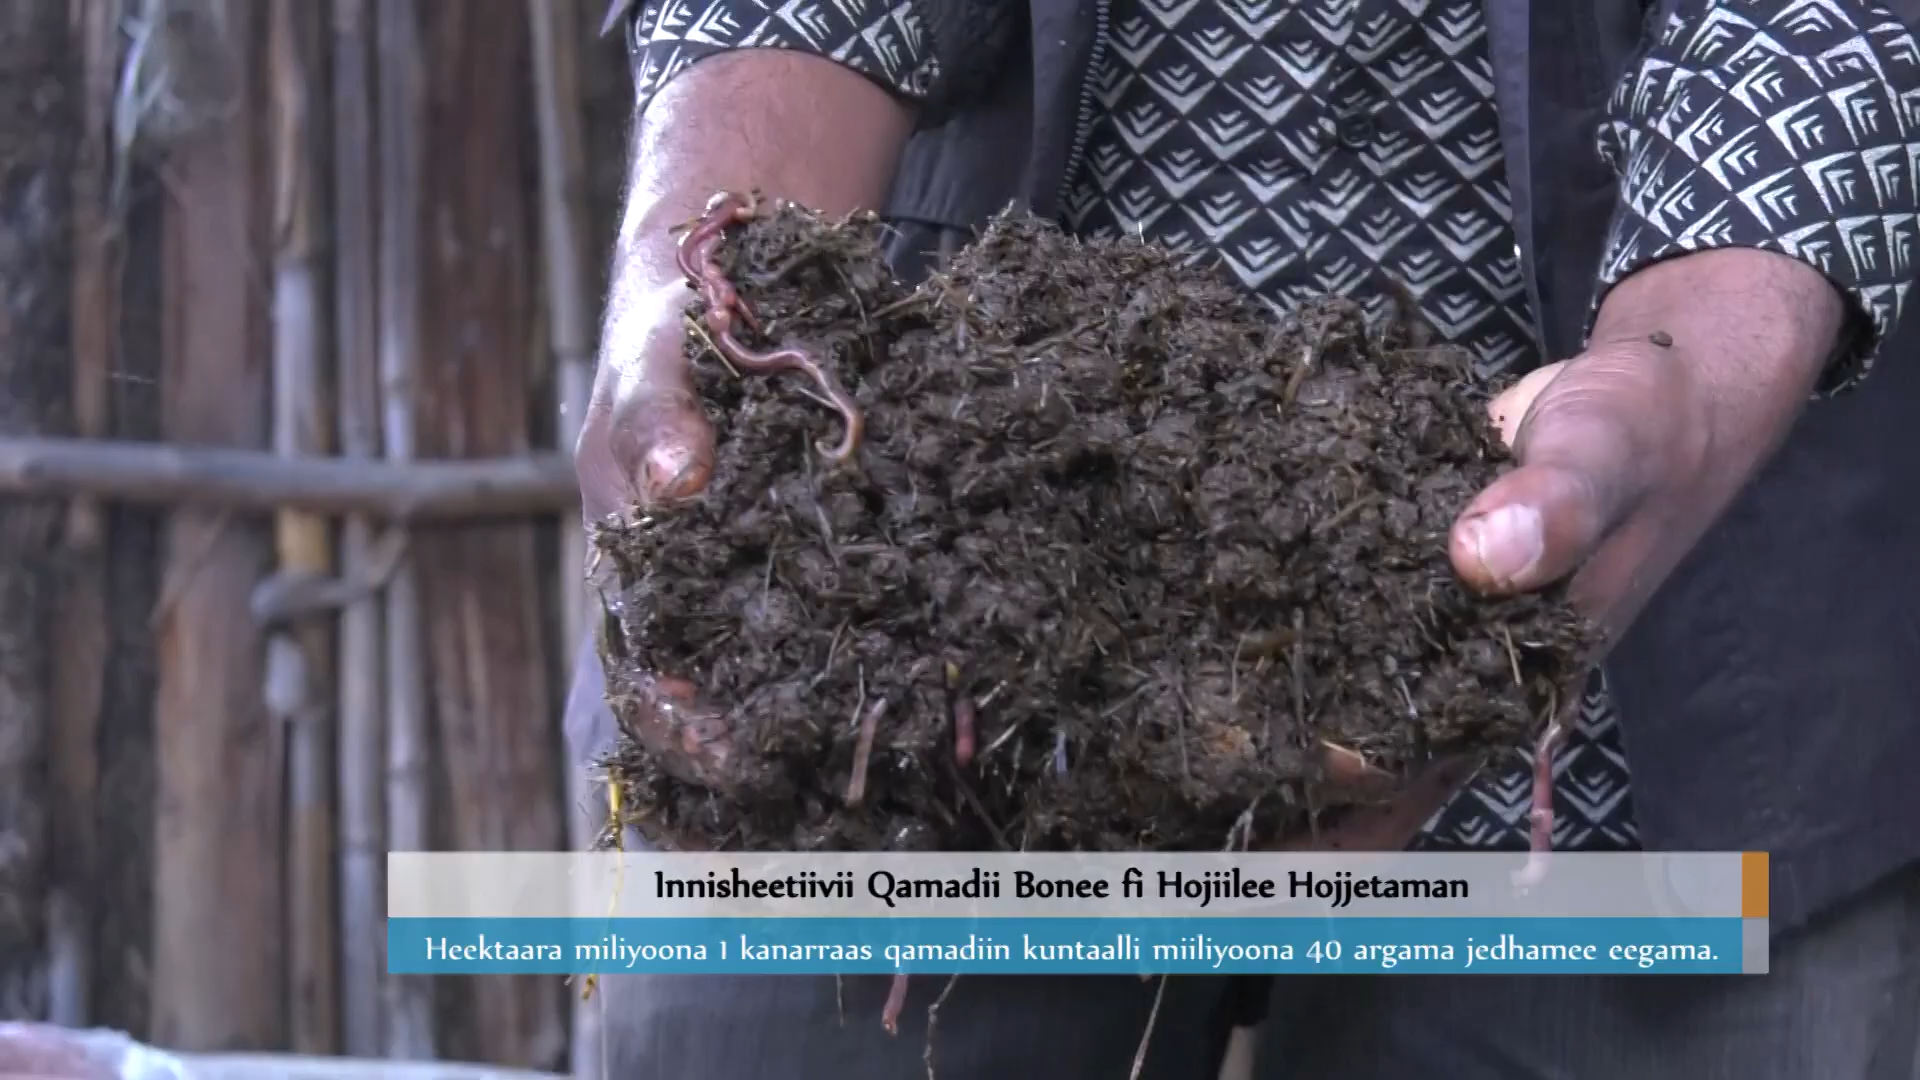 Innisheetiivii Qamadii Bonee fi Hojiilee Hojjetaman
Heektaara miliyoona 1 kanarraas qamadiin kuntaalli miiliyoona 40 argama jedhamee eegama.